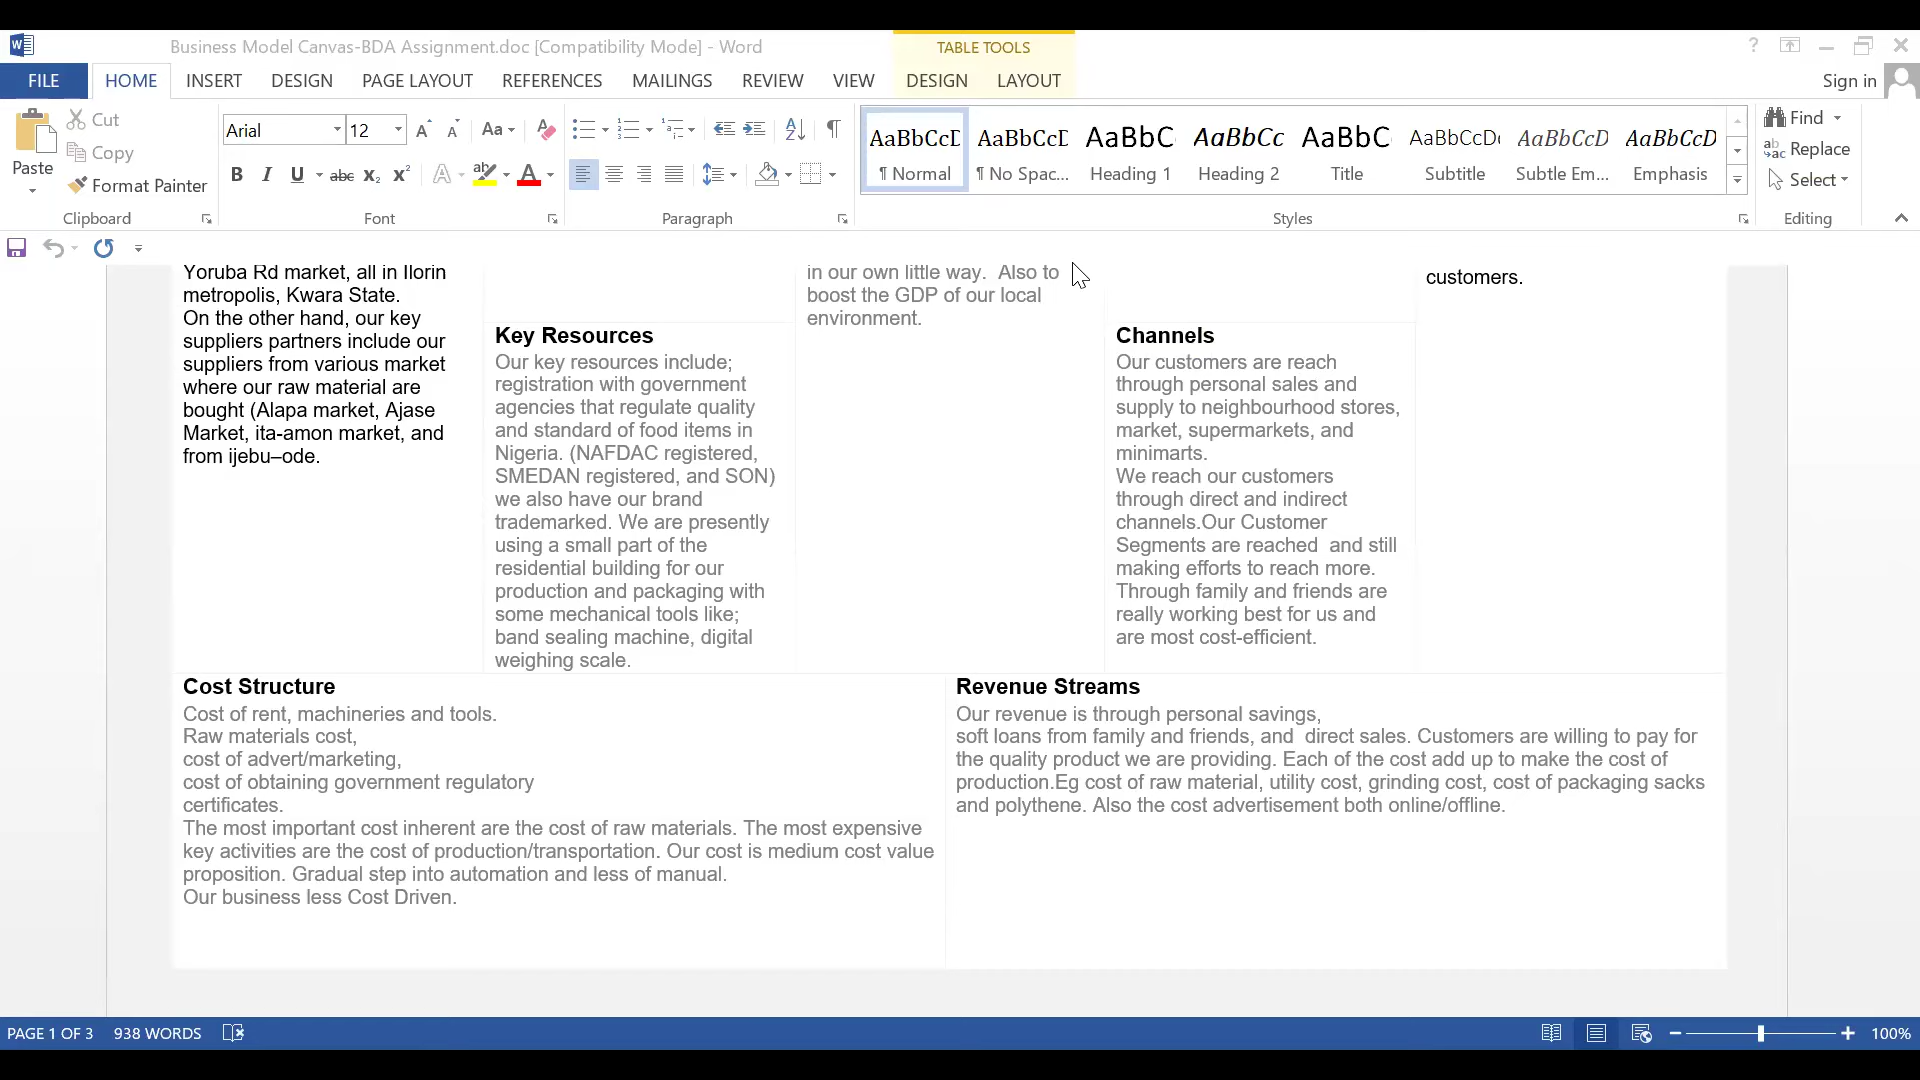 Business Model Canvas-BDA Assignment.doc [Compatibility Mode] - Word
TABLE TOOLS
?
FILE
HOME
INSERT
DESIGN
PAGE LAYOUT
REFERENCES
MAILINGS
REVIEW
VIEW
DESIGN
LAYOUT
Sign in
Paste
Cut
Copy
Format Painter
Clipboard
Arial
12
Font
Paragraph
AaBbCcD
¶ Normal
AaBbCcD
¶ No Spac...
AaBbC
Heading 1
AaBbCc
Heading 2
AaBbC
Title
AaBbCcD
Subtitle
AaBbCcD
Subtle Em...
AaBbCcD
Emphasis
Styles
Find
Replace
Select
Editing
Yoruba Rd market, all in Ilorin
metropolis, Kwara State.
On the other hand, our key
suppliers partners include our
suppliers from various market
where our raw material are
bought (Alapa market, Ajase
Market, ita-amon market, and
from ijebu–ode.
Key Resources
Our key resources include;
registration with government
agencies that regulate quality
and standard of food items in
Nigeria. (NAFDAC registered,
SMEDAN registered, and SON)
we also have our brand
trademarked. We are presently
using a small part of the
residential building for our
production and packaging with
some mechanical tools like;
band sealing machine, digital
weighing scale.
in our own little way.  Also to
boost the GDP of our local
environment.
Channels
Our customers are reach
through personal sales and
supply to neighbourhood stores,
market, supermarkets, and
minimarts.
We reach our customers
through direct and indirect
channels.Our Customer
Segments are reached  and still
making efforts to reach more.
Through family and friends are
really working best for us and
are most cost-efficient.
customers.
Cost Structure
Cost of rent, machineries and tools.
Raw materials cost,
cost of advert/marketing,
cost of obtaining government regulatory
certificates.
The most important cost inherent are the cost of raw materials. The most expensive
key activities are the cost of production/transportation. Our cost is medium cost value
proposition. Gradual step into automation and less of manual.
Our business less Cost Driven.
Revenue Streams
Our revenue is through personal savings,
soft loans from family and friends, and  direct sales. Customers are willing to pay for
the quality product we are providing. Each of the cost add up to make the cost of
production.Eg cost of raw material, utility cost, grinding cost, cost of packaging sacks
and polythene. Also the cost advertisement both online/offline.
PAGE 1 OF 3
938 WORDS
100%